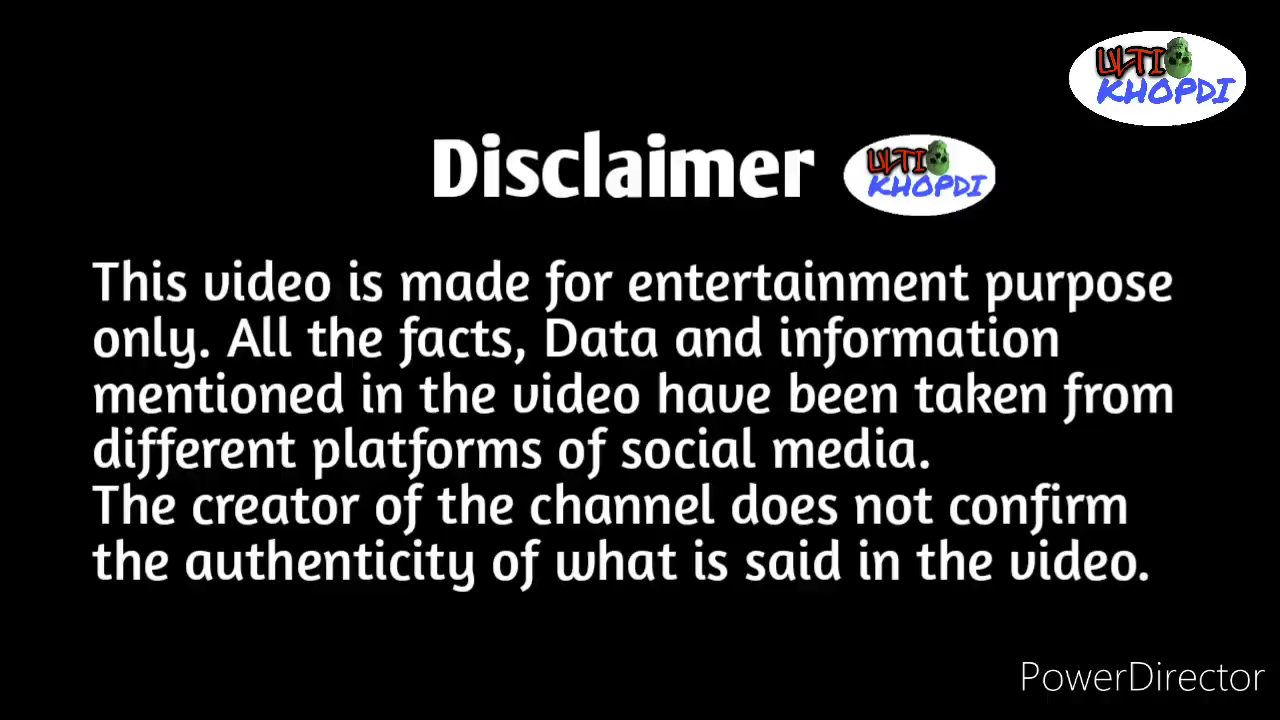 ULTI
KHOPDI
Disclaimer
ULTI
KHOPDI
This video is made for entertainment purpose
only. All the facts, Data and information
mentioned in the video have been taken from
different platforms of social media.
The creator of the channel does not confirm
the authenticity of what is said in the video.
PowerDirector